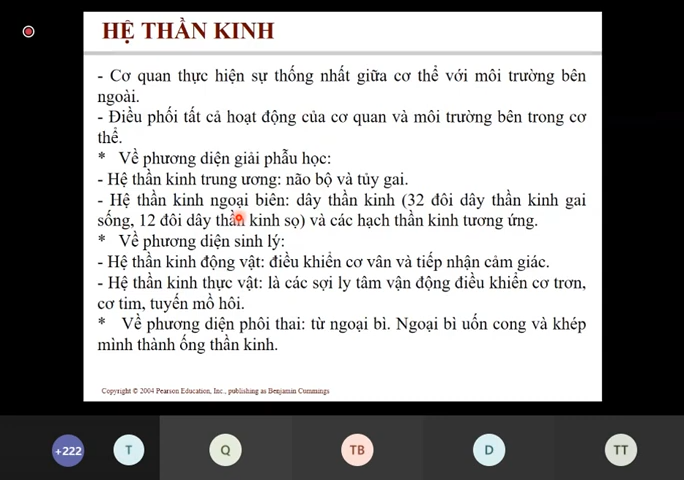 HỆ THẦN KINH
- Cơ quan thực hiện sự thống nhất giữa cơ thể với môi trường bên
ngoài.
- Điều phối tất cả hoạt động của cơ quan và môi trường bên trong cơ
thể.
* Về phương diện giải phẫu học:
- Hệ thần kinh trung ương: não bộ và tủy gai.
- Hệ thần kinh ngoại biên: dây thần kinh (32 đôi dây thần kinh gai
sống, 12 đôi dây thần kinh sọ) và các hạch thần kinh tương ứng.
* Về phương diện sinh lý:
- Hệ thần kinh động vật: điều khiển cơ vân và tiếp nhận cảm giác.
- Hệ thần kinh thực vật: là các sợi ly tâm vận động điều khiển cơ trơn,
cơ tim, tuyến mồ hôi.
* Về phương diện phôi thai: từ ngoại bì. Ngoại bì uốn cong và khép
mình thành ống thần kinh.
Copyright © 2004 Pearson Education, Inc., publishing as Benjamin Cummings
+222 T Q TB D TT